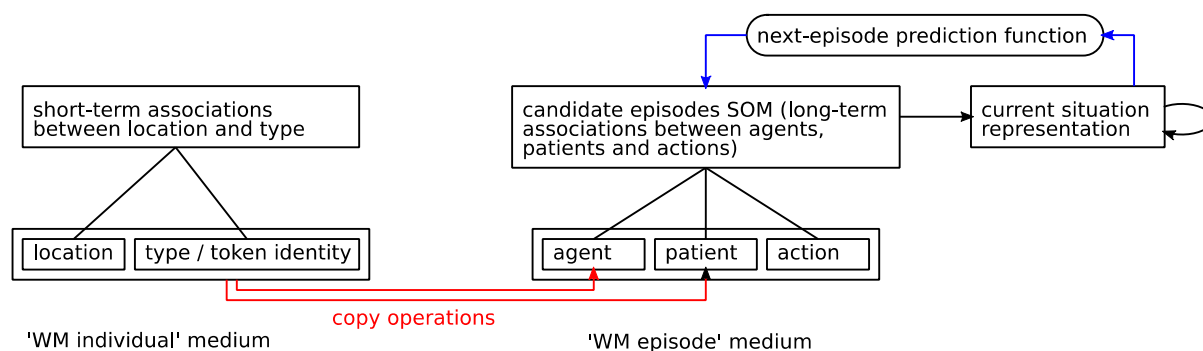 next-episode prediction function
short-term associations
between location and type
candidate episodes SOM (long-term
associations between agents,
patients and actions)
current situation
representation
location
type / token identity
agent
patient
action
copy operations
'WM individual' medium
'WM episode' medium